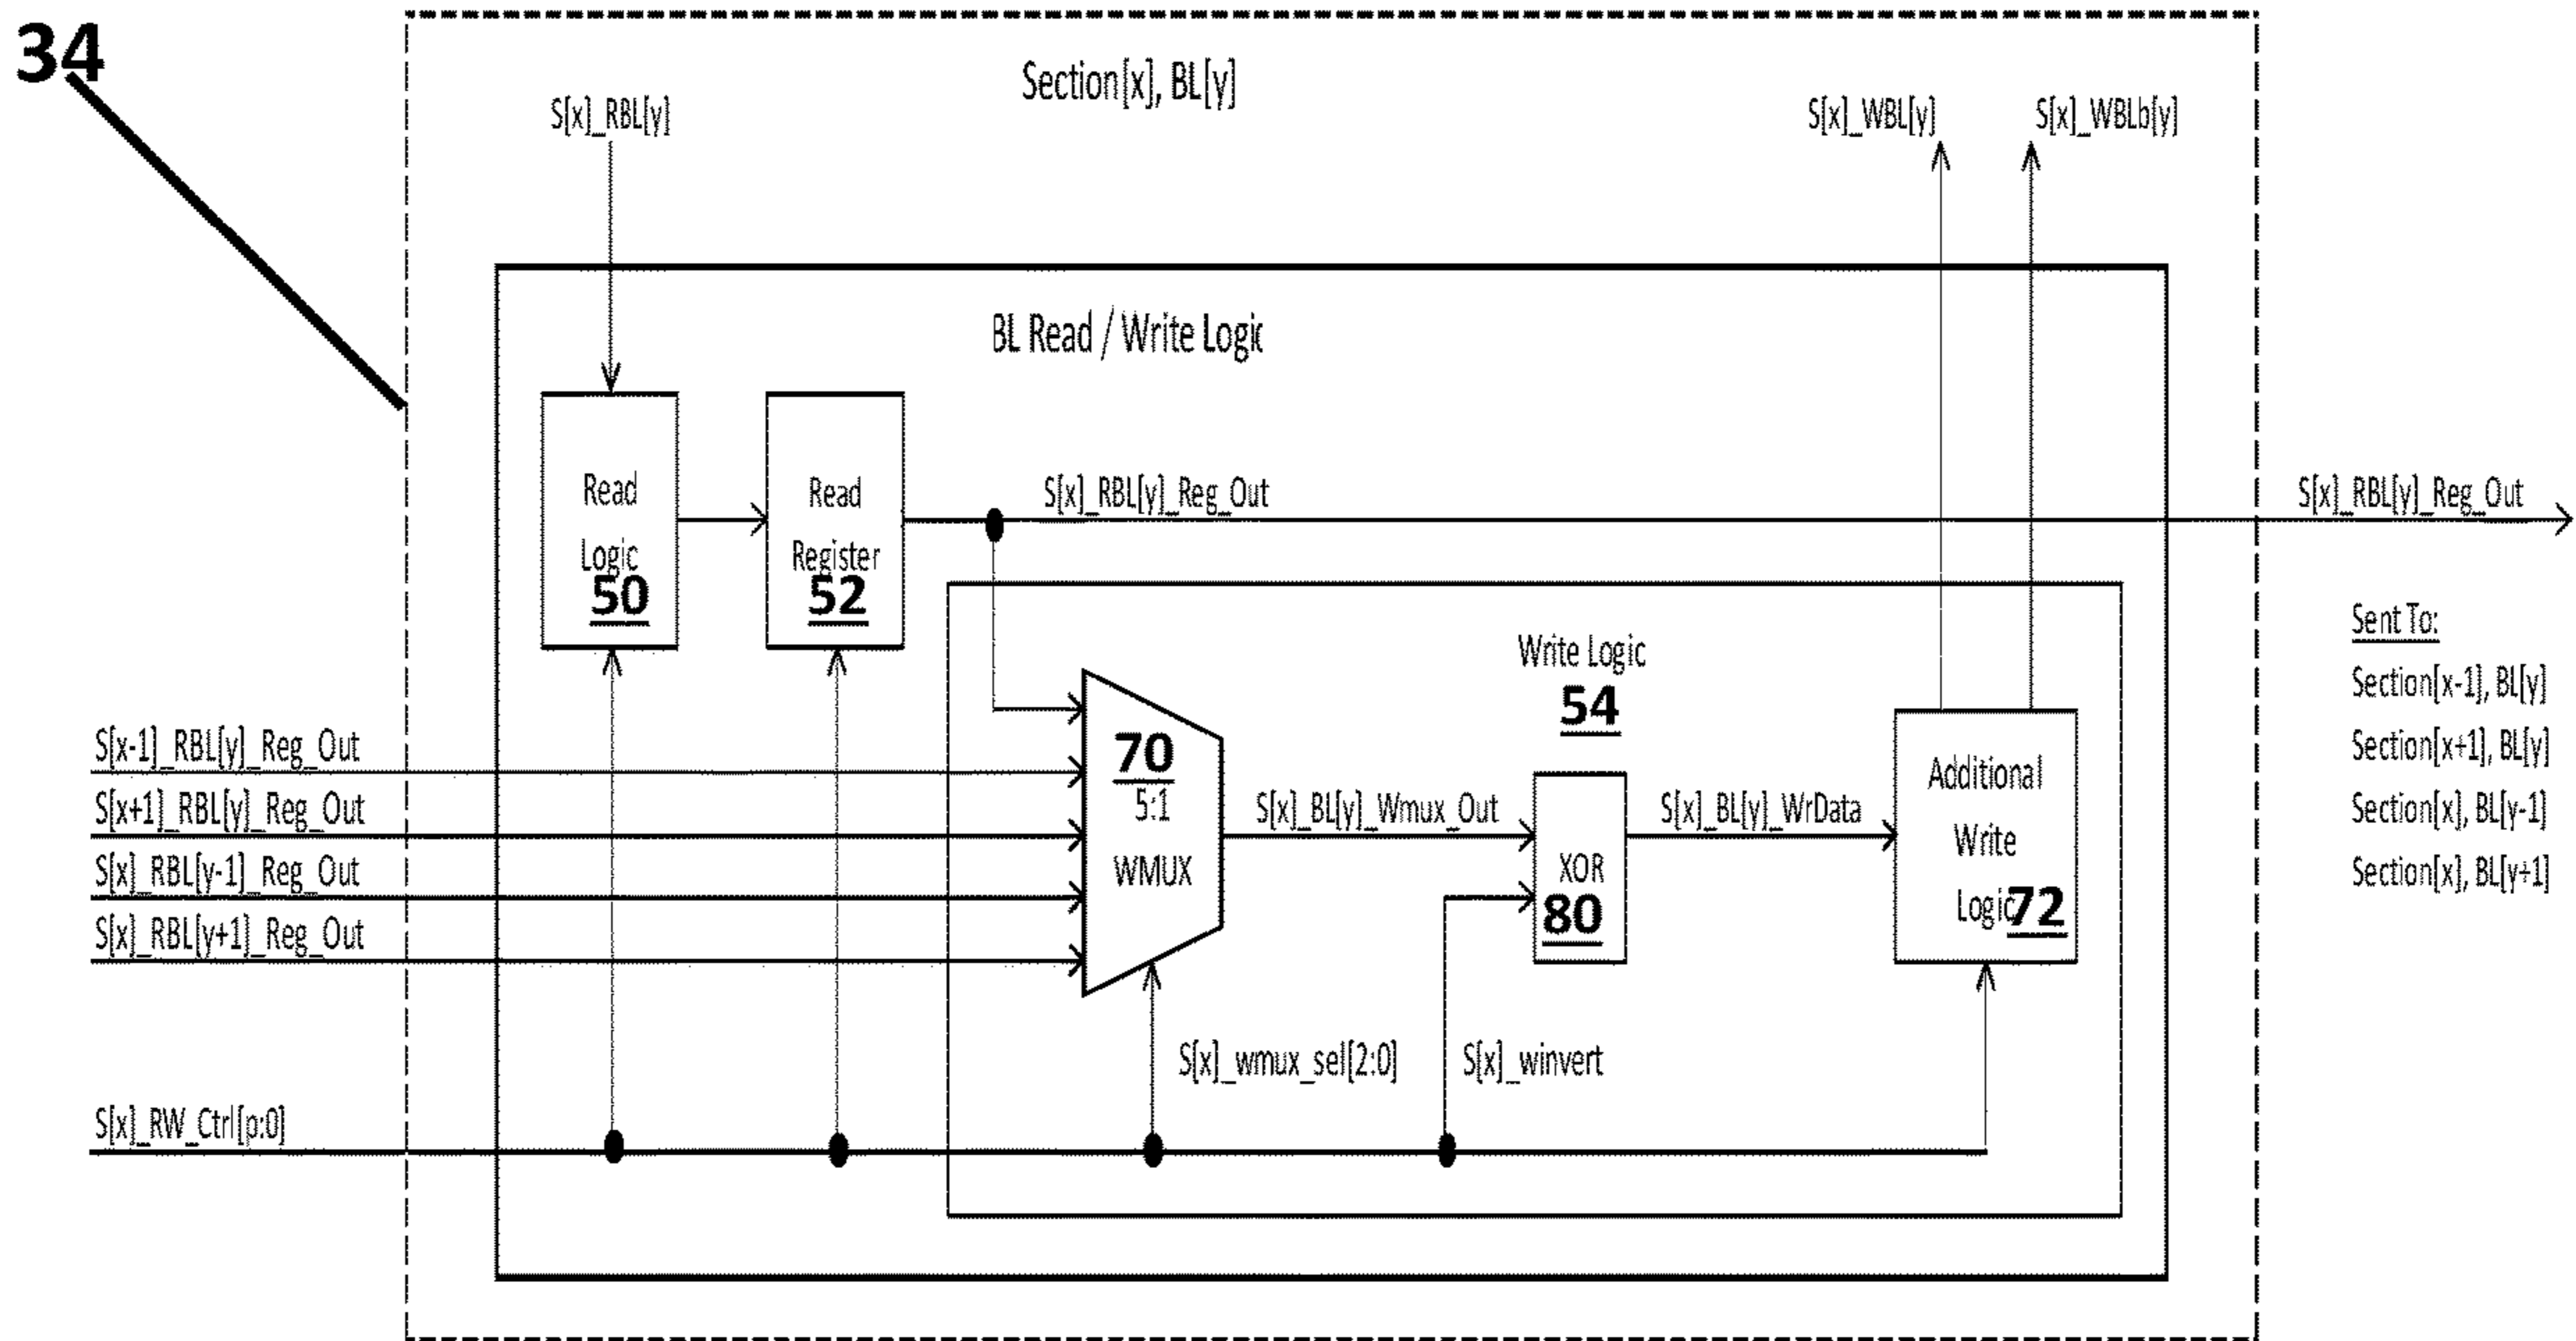 34
Section[x], BL[y]
S[x]_RBL[y]
S[x]_WBL[y]
S[x]_WBLb[y]
BL Read / Write Logic
Read
Logic
50
Read
Register
52
S[x]_RBL[y]_Reg_Out
S[x]_RBL[y]_Reg_Out
Sent To:
Section[x-1], BL[y]
Section[x+1], BL[y]
Section[x], BL[y-1]
Section[x], BL[y+1]
Write Logic
54
S[x-1]_RBL[y]_Reg_Out
S[x+1]_RBL[y]_Reg_Out
S[x]_RBL[y-1]_Reg_Out
S[x]_RBL[y+1]_Reg_Out
70
5:1
WMUX
S[x]_BL[y]_Wmux_Out
XOR
80
S[x]_BL[y]_WrData
Additional
Write
Logic 72
S[x]_wmux_sel[2:0]
S[x]_winvert
S[x]_RW_Ctrl[p:0]